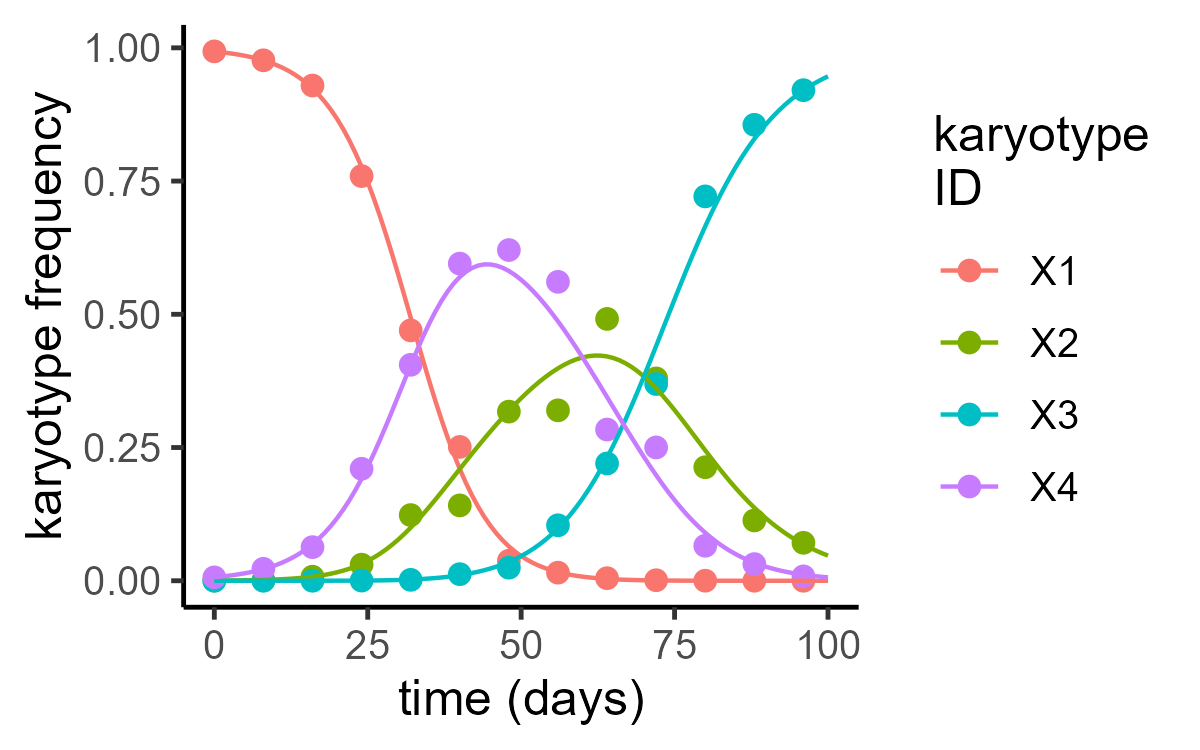 karyotype frequency
1.00
0.75
0.50
0.25
0.00
0
25
50
75
100
time (days)
karyotype
ID
X1
X2
X3
X4